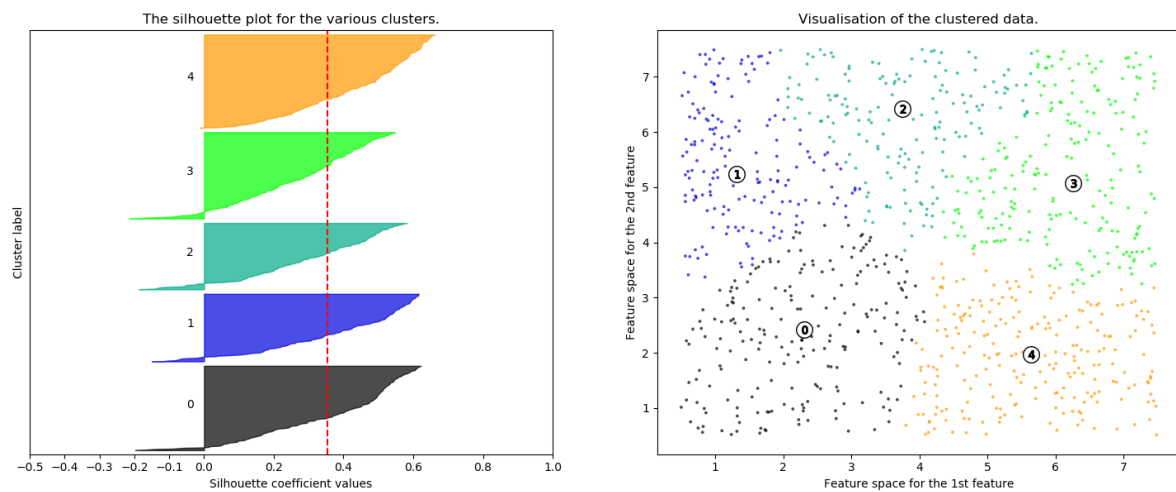 The silhouette plot for the various clusters.
4
3
2
1
0
Cluster label
-0.5 -0.4 -0.3 -0.2 -0.1 0.0 0.2 0.4 0.6 0.8 1.0
Silhouette coefficient values
Visualisation of the clustered data.
7
6
5
4
3
2
1
Feature space for the 2nd feature
2
1
3
0
4
1 2 3 4 5 6 7
Feature space for the 1st feature